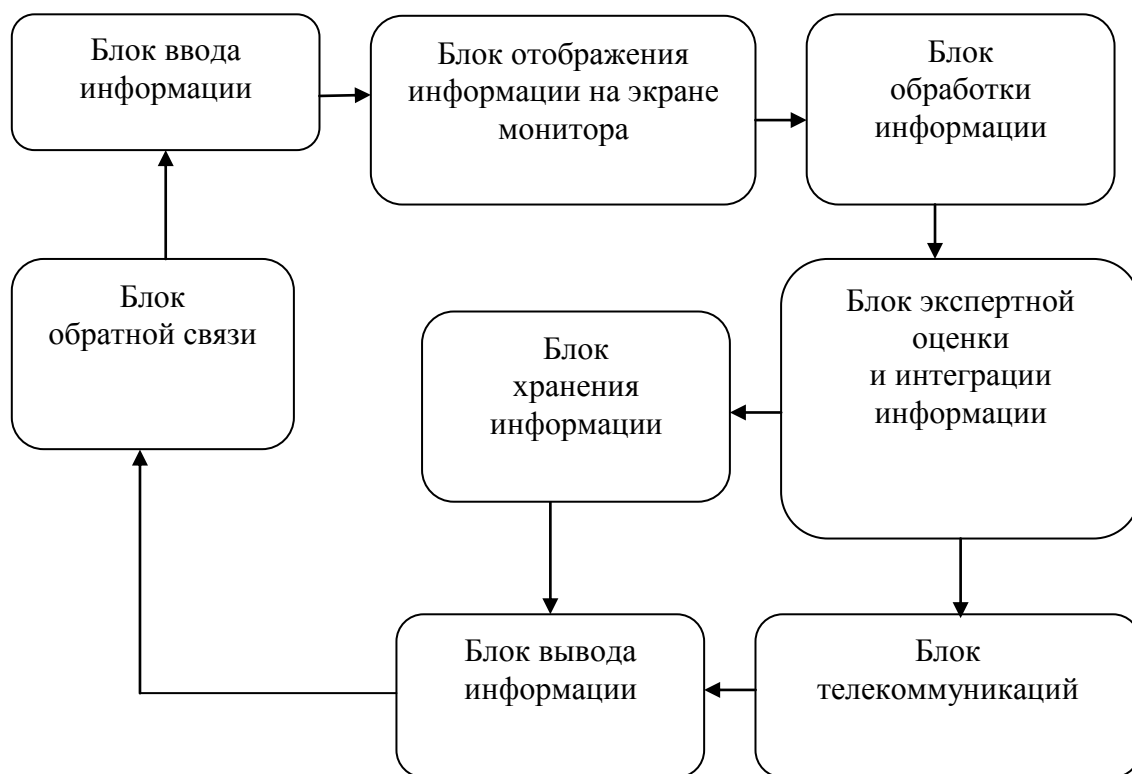 Блок ввода
информации
Блок отображения
информации на экране
монитора
Блок
обработки
информации
Блок
обратной связи
Блок
хранения
информации
Блок экспертной
оценки
и интеграции
информации
Блок вывода
информации
Блок
телекоммуникаций